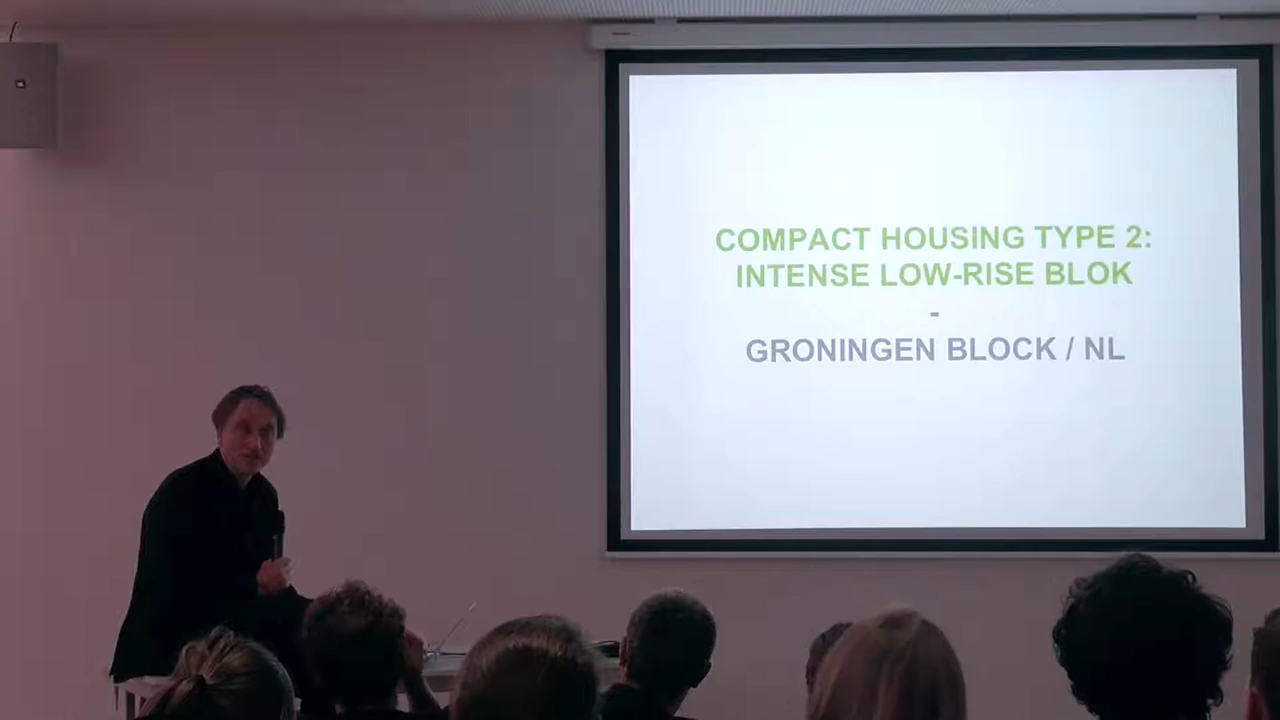 COMPACT HOUSING TYPE 2:
INTENSE LOW-RISE BLOK
-
GRONINGEN BLOCK / NL